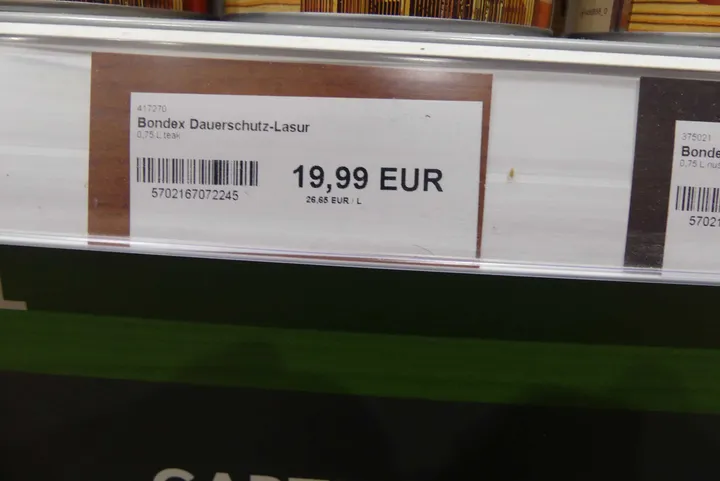 417270
Bondex Dauerschutz-Lasur
0,75 L teak
5702167072245
19,99 EUR
26,65 EUR / L
375021
Bonde
0,75 L nu
5702